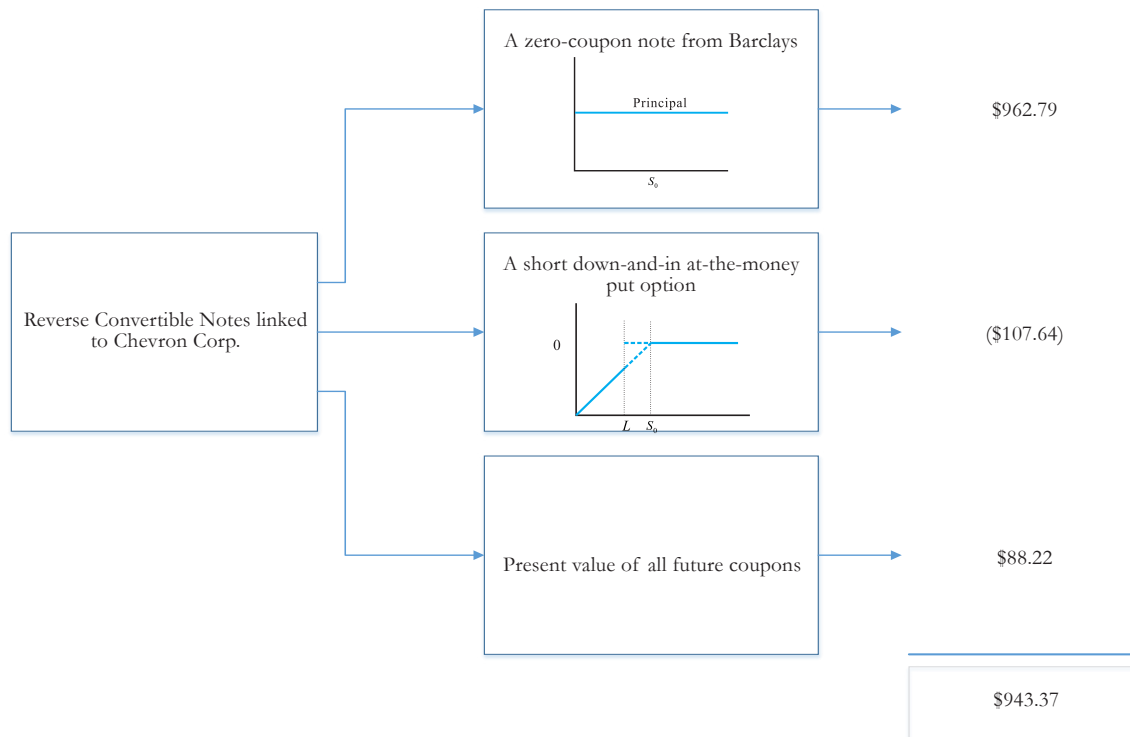 A zero-coupon note from Barclays
Principal
S₀
$962.79
Reverse Convertible Notes linked
to Chevron Corp.
A short down-and-in at-the-money
put option
0
L S₀
($107.64)
Present value of all future coupons
$88.22
$943.37